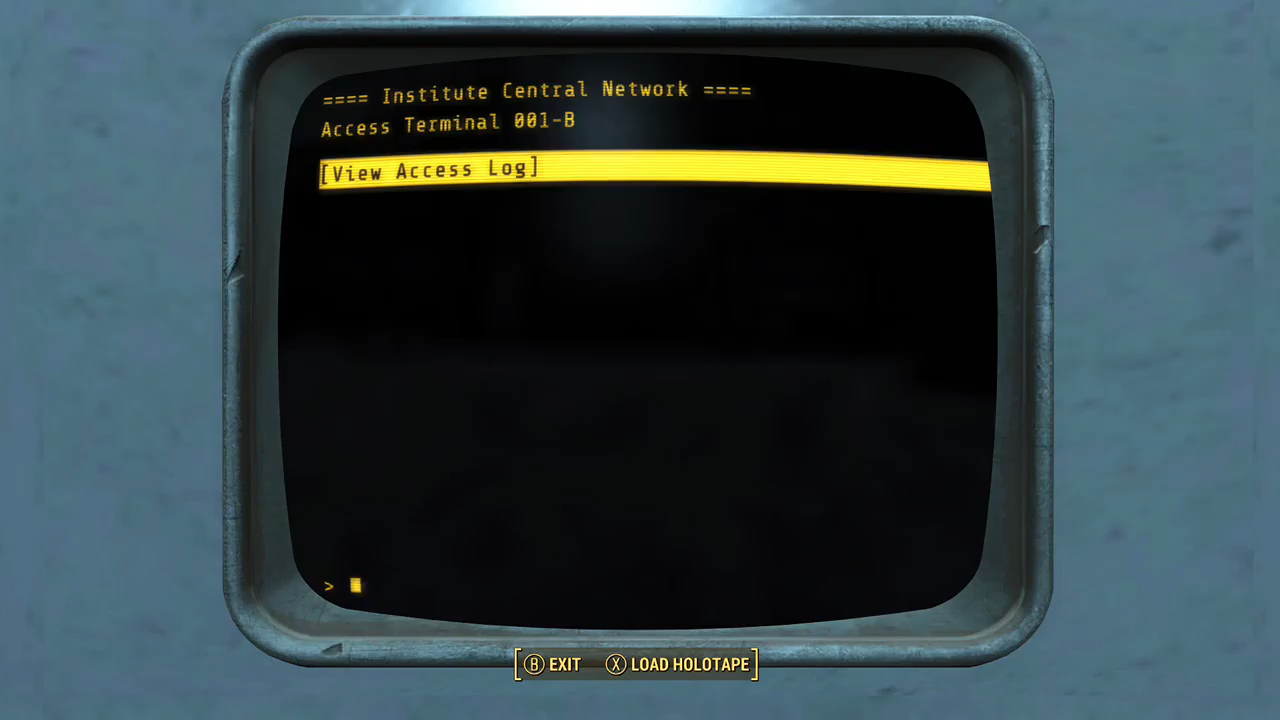 ==== Institute Central Network ====
Access Terminal 001-B
[View Access Log]
>
[Ⓑ EXIT Ⓧ LOAD HOLOTAPE]